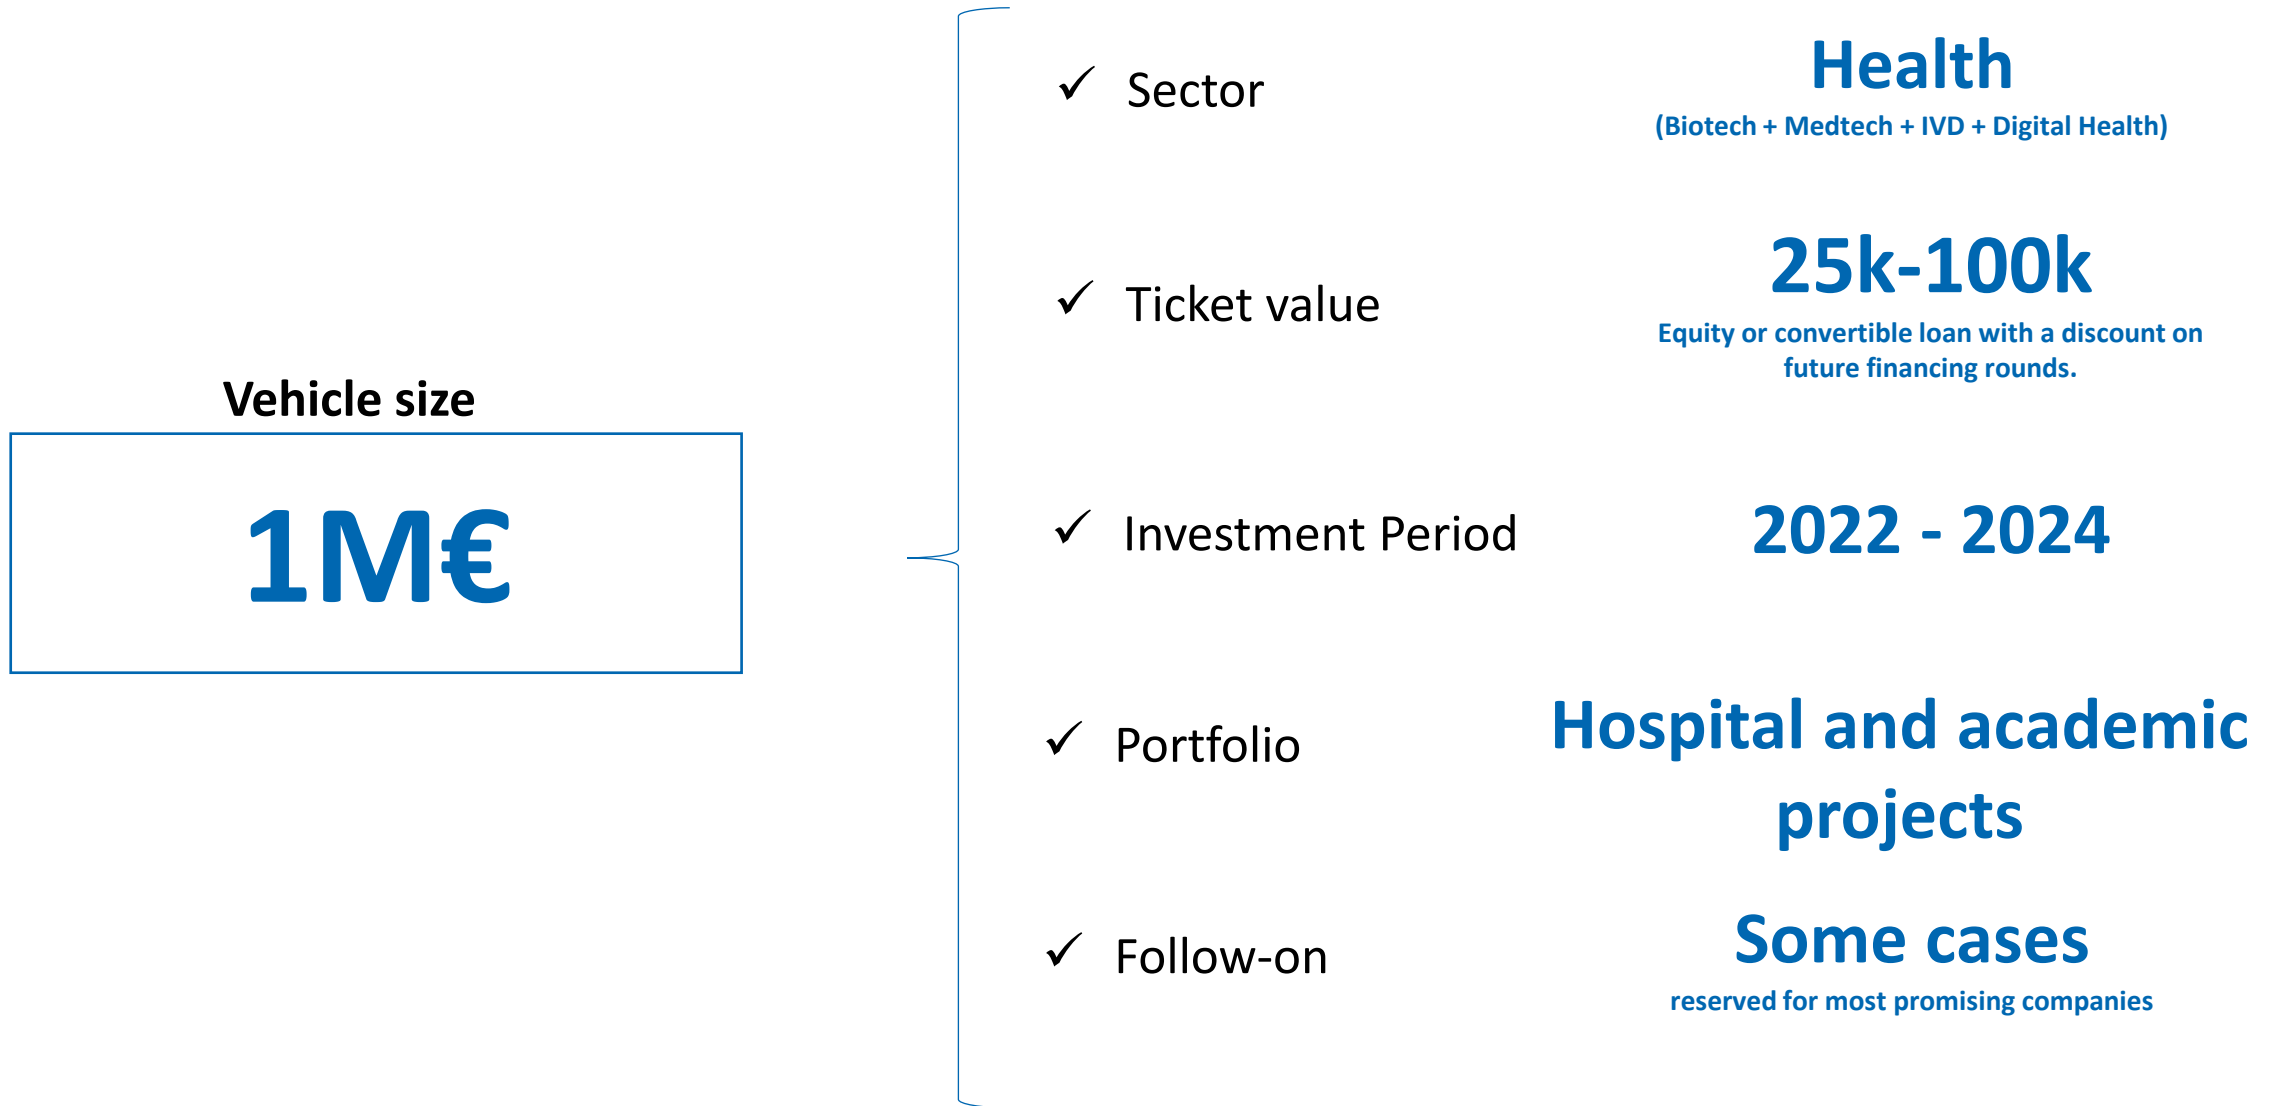 Vehicle size
1M€
✓ Sector
Health
(Biotech + Medtech + IVD + Digital Health)
✓ Ticket value
25k-100k
Equity or convertible loan with a discount on
future financing rounds.
✓ Investment Period
2022 - 2024
✓ Portfolio
Hospital and academic
projects
✓ Follow-on
Some cases
reserved for most promising companies